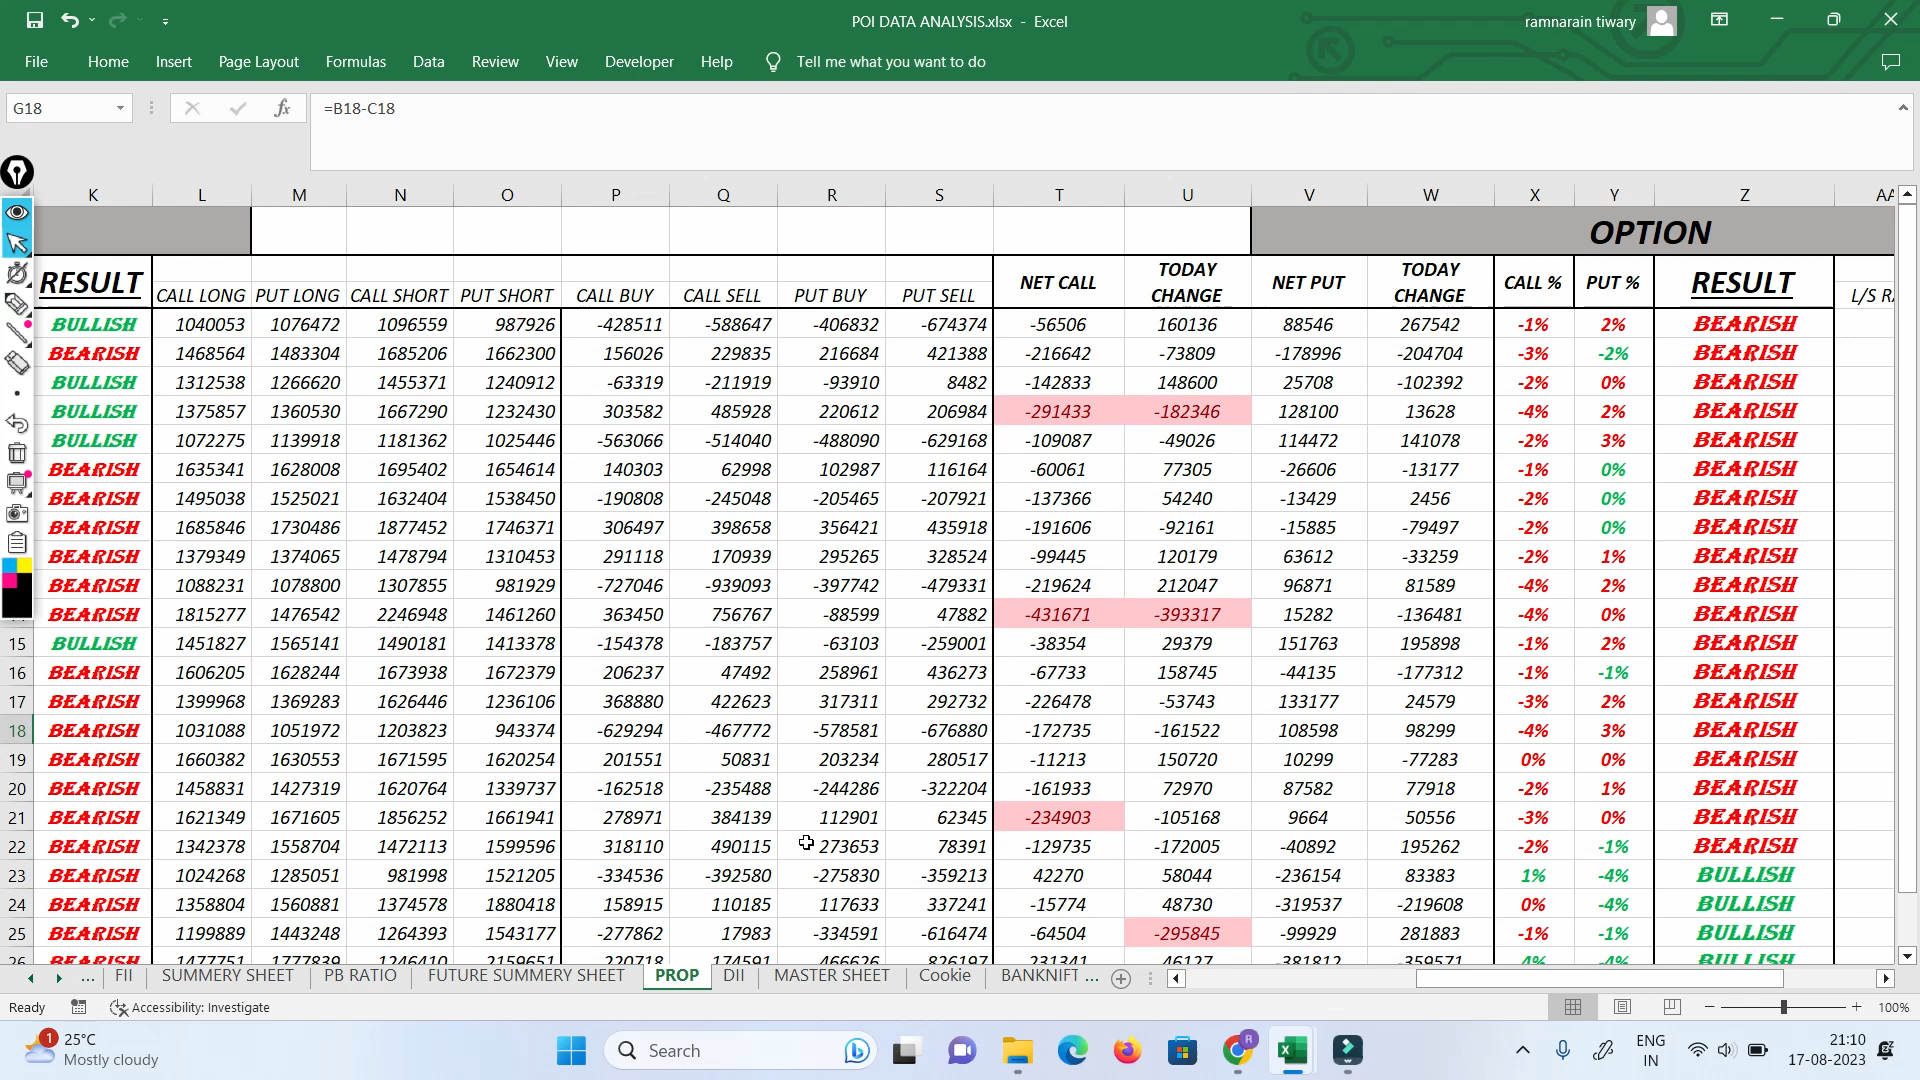 POI DATA ANALYSIS.xlsx - Excel
ramnarain tiwary
File Home Insert Page Layout Formulas Data Review View Developer Help Tell me what you want to do
G18 fx =B18-C18
K L M N O P Q R S T U V W X Y Z AA
OPTION
RESULT CALL LONG PUT LONG CALL SHORT PUT SHORT CALL BUY CALL SELL PUT BUY PUT SELL NET CALL TODAY CHANGE NET PUT TODAY CHANGE CALL % PUT % RESULT
BULLISH 1040053 1076472 1096559 987926 -428511 -588647 -406832 -674374 -56506 160136 88546 267542 -1% 2% BEARISH
BEARISH 1468564 1483304 1685206 1662300 156026 229835 216684 421388 -216642 -73809 -178996 -204704 -3% -2% BEARISH
BULLISH 1312538 1266620 1455371 1240912 -63319 -211919 -93910 8482 -142833 148600 25708 -102392 -2% 0% BEARISH
BULLISH 1375857 1360530 1667290 1232430 303582 485928 220612 206984 -291433 -182346 128100 13628 -4% 2% BEARISH
BULLISH 1072275 1139918 1181362 1025446 -563066 -514040 -488090 -629168 -109087 -49026 114472 141078 -2% 3% BEARISH
BEARISH 1635341 1628008 1695402 1654614 140303 62998 102987 116164 -60061 77305 -26606 -13177 -1% 0% BEARISH
BEARISH 1495038 1525021 1632404 1538450 -190808 -245048 -205465 -207921 -137366 54240 -13429 2456 -2% 0% BEARISH
BEARISH 1685846 1730486 1877452 1746371 306497 398658 356421 435918 -191606 -92161 -15885 -79497 -2% 0% BEARISH
BEARISH 1379349 1374065 1478794 1310453 291118 170939 295265 328524 -99445 120179 63612 -33259 -2% 1% BEARISH
BEARISH 1088231 1078800 1307855 981929 -727046 -939093 -397742 -479331 -219624 212047 96871 81589 -4% 2% BEARISH
BEARISH 1815277 1476542 2246948 1461260 363450 756767 -88599 47882 -431671 -393317 15282 -136481 -4% 0% BEARISH
15 BULLISH 1451827 1565141 1490181 1413378 -154378 -183757 -63103 -259001 -38354 29379 151763 195898 -1% 2% BEARISH
16 BEARISH 1606205 1628244 1673938 1672379 206237 47492 258961 436273 -67733 158745 -44135 -177312 -1% -1% BEARISH
17 BEARISH 1399968 1369283 1626446 1236106 368880 422623 317311 292732 -226478 -53743 133177 24579 -3% 2% BEARISH
18 BEARISH 1031088 1051972 1203823 943374 -629294 -467772 -578581 -676880 -172735 -161522 108598 98299 -4% 3% BEARISH
19 BEARISH 1660382 1630553 1671595 1620254 201551 50831 203234 280517 -11213 150720 10299 -77283 0% 0% BEARISH
20 BEARISH 1458831 1427319 1620764 1339737 -162518 -235488 -244286 -322204 -161933 72970 87582 77918 -2% 1% BEARISH
21 BEARISH 1621349 1671605 1856252 1661941 278971 384139 112901 62345 -234903 -105168 9664 50556 -3% 0% BEARISH
22 BEARISH 1342378 1558704 1472113 1599596 318110 490115 273653 78391 -129735 -172005 -40892 195262 -2% -1% BEARISH
23 BEARISH 1024268 1285051 981998 1521205 -334536 -392580 -275830 -359213 42270 58044 -236154 83383 1% -4% BULLISH
24 BEARISH 1358804 1560881 1374578 1880418 158915 110185 117633 337241 -15774 48730 -319537 -219608 0% -4% BULLISH
25 BEARISH 1199889 1443248 1264393 1543177 -277862 17983 -334591 -616474 -64504 -295845 -99929 281883 -1% -1% BULLISH
... FII SUMMERY SHEET PB RATIO FUTURE SUMMERY SHEET PROP DII MASTER SHEET Cookie BANKNIFT ...
Ready Accessibility: Investigate 100%
1 25°C Search ENG 21:10
Mostly cloudy IN 17-08-2023